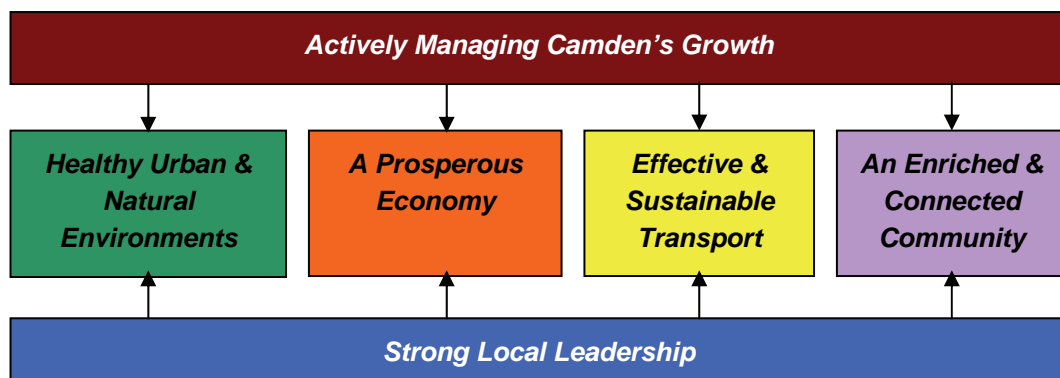 Actively Managing Camden’s Growth
Healthy Urban &
Natural
Environments
A Prosperous
Economy
Effective &
Sustainable
Transport
An Enriched &
Connected
Community
Strong Local Leadership